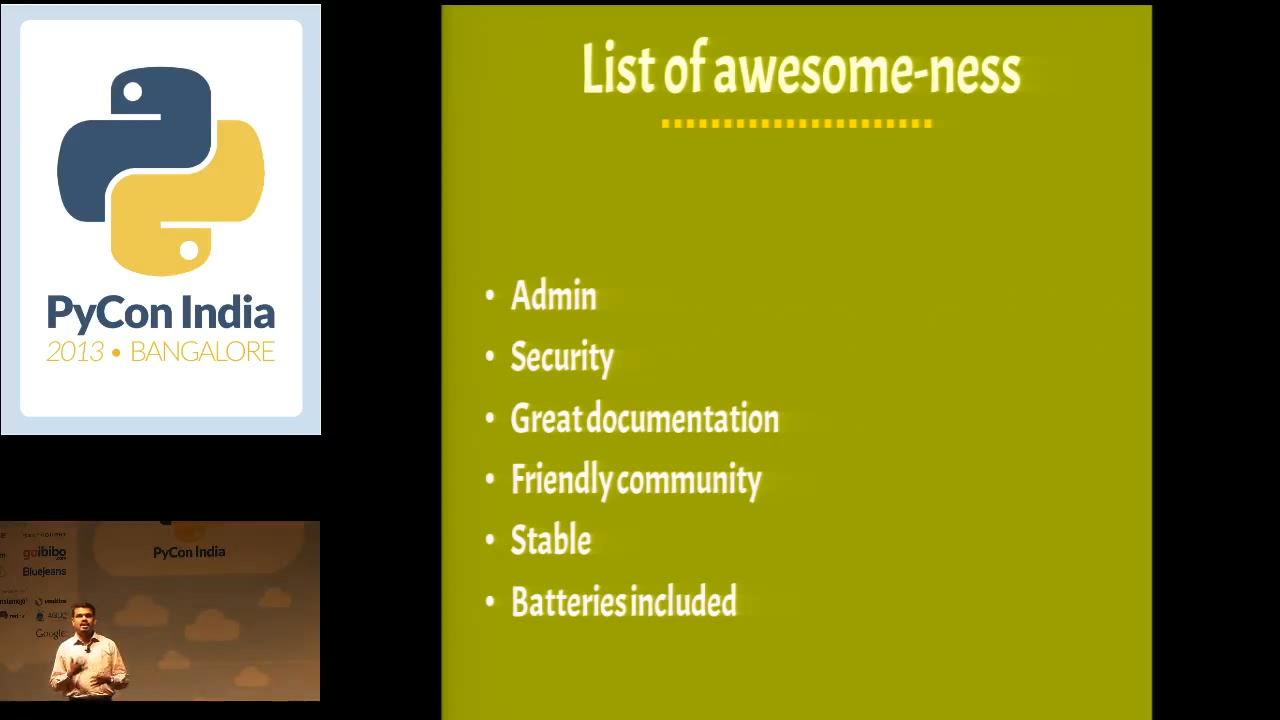 PyCon India
2013 • BANGALORE
List of awesome-ness
• Admin
• Security
• Great documentation
• Friendly community
• Stable
• Batteries included
PyCon India
goibibo
Bluejeans
Google